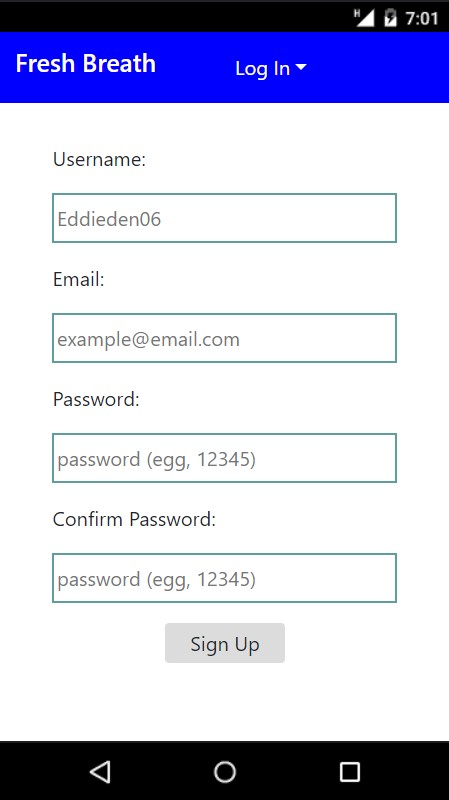 H 7:01
Fresh Breath Log In
Username:
Eddieden06
Email:
example@email.com
Password:
password (egg, 12345)
Confirm Password:
password (egg, 12345)
Sign Up